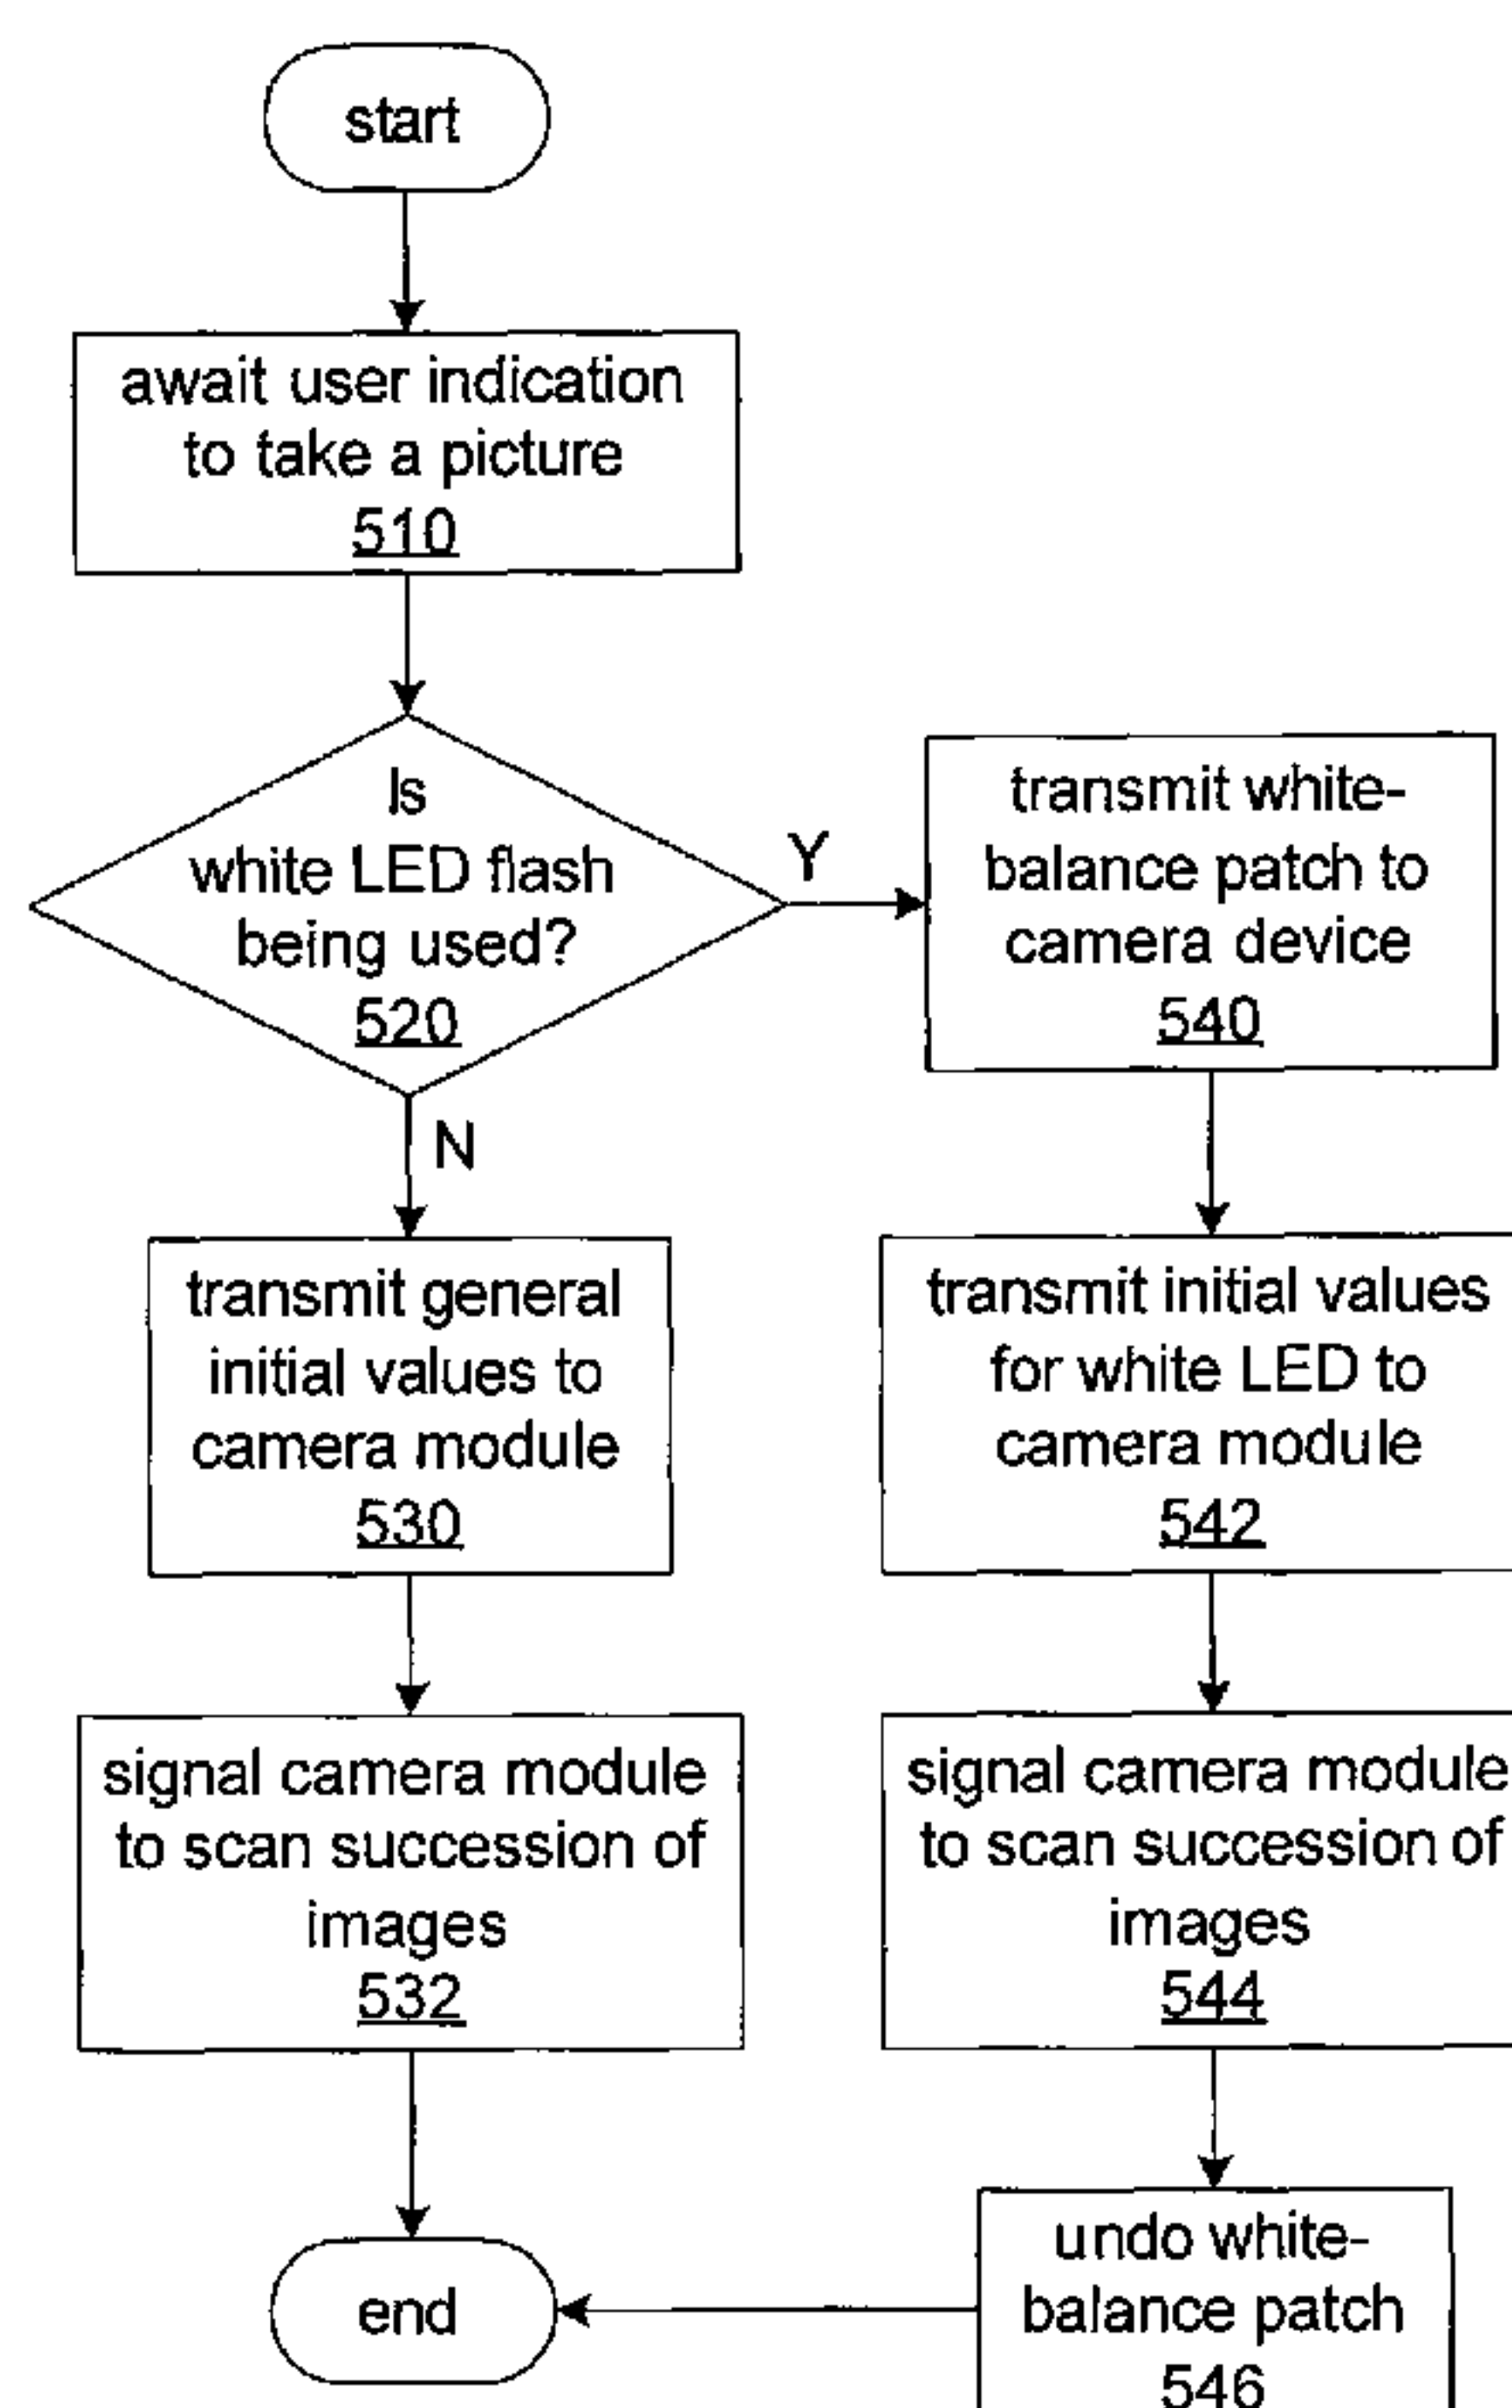 start
await user indication
to take a picture
510
Is
white LED flash
being used?
520
Y
N
transmit general
initial values to
camera module
530
signal camera module
to scan succession of
images
532
end
transmit white-
balance patch to
camera device
540
transmit initial values
for white LED to
camera module
542
signal camera module
to scan succession of
images
544
undo white-
balance patch
546